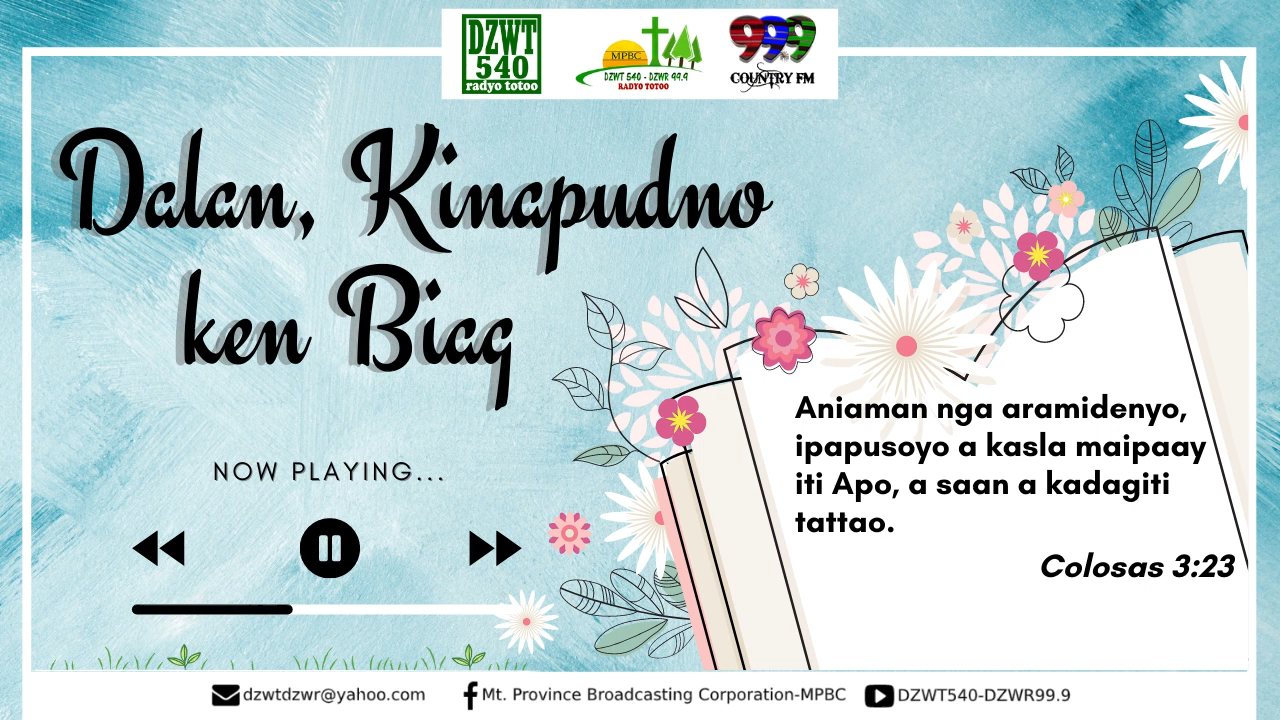 DZWT
540
radyo totoo
MPBC
DZWT 540 - DZWR 99.9
RADYO TOTOO
99.9
COUNTRY FM
Dalan, Kinapudno
ken Biag
NOW PLAYING...
Aniaman nga aramidenyo,
ipapusoyo a kasla maipaay
iti Apo, a saan a kadagiti
tattao.
Colosas 3:23
dzwtdzwr@yahoo.com
Mt. Province Broadcasting Corporation-MPBC
DZWT540-DZWR99.9